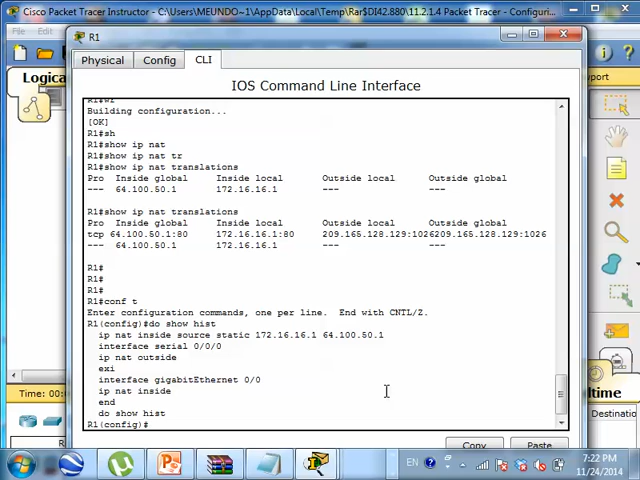 Cisco Packet Tracer Instructor - C:\Users\MEUNDO~1\AppData\Local\Temp\Rar$DI42.880\11.2.1.4 Packet Tracer - Configuri...
File
R1
Physical Config CLI
Logical
IOS Command Line Interface
R1#wr
Building configuration...
[OK]
R1#sh
R1#show ip nat
R1#show ip nat tr
R1#show ip nat translations
Pro Inside global Inside local Outside local Outside global
--- 64.100.50.1 172.16.16.1 --- ---
R1#show ip nat translations
Pro Inside global Inside local Outside local Outside global
tcp 64.100.50.1:80 172.16.16.1:80 209.165.128.129:1026209.165.128.129:1026
--- 64.100.50.1 172.16.16.1 --- ---
R1#
R1#
R1#
R1#conf t
Enter configuration commands, one per line. End with CNTL/Z.
R1(config)#do show hist
ip nat inside source static 172.16.16.1 64.100.50.1
interface serial 0/0/0
ip nat outside
exi
interface gigabitEthernet 0/0
ip nat inside
end
do show hist
R1(config)#
Copy Paste
Time: 00:
ltime
Destinatio
EN
7:22 PM
11/24/2014